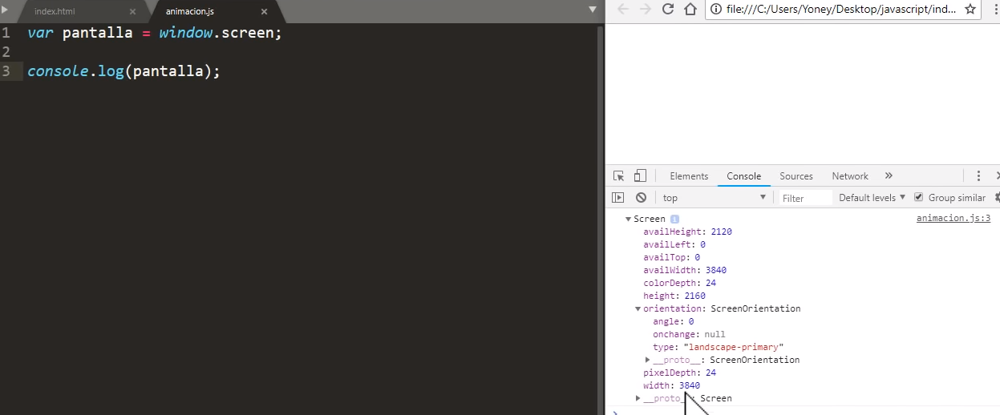 index.html × animacion.js ×
1 var pantalla = window.screen;
2
3 console.log(pantalla);
file:///C:/Users/Yoney/Desktop/javascript/ind...
Elements Console Sources Network »
top Filter Default levels Group similar
Screen i animacion.js:3
availHeight: 2120
availLeft: 0
availTop: 0
availWidth: 3840
colorDepth: 24
height: 2160
orientation: ScreenOrientation
angle: 0
onchange: null
type: "landscape-primary"
__proto__: ScreenOrientation
pixelDepth: 24
width: 3840
__proto_ : Screen